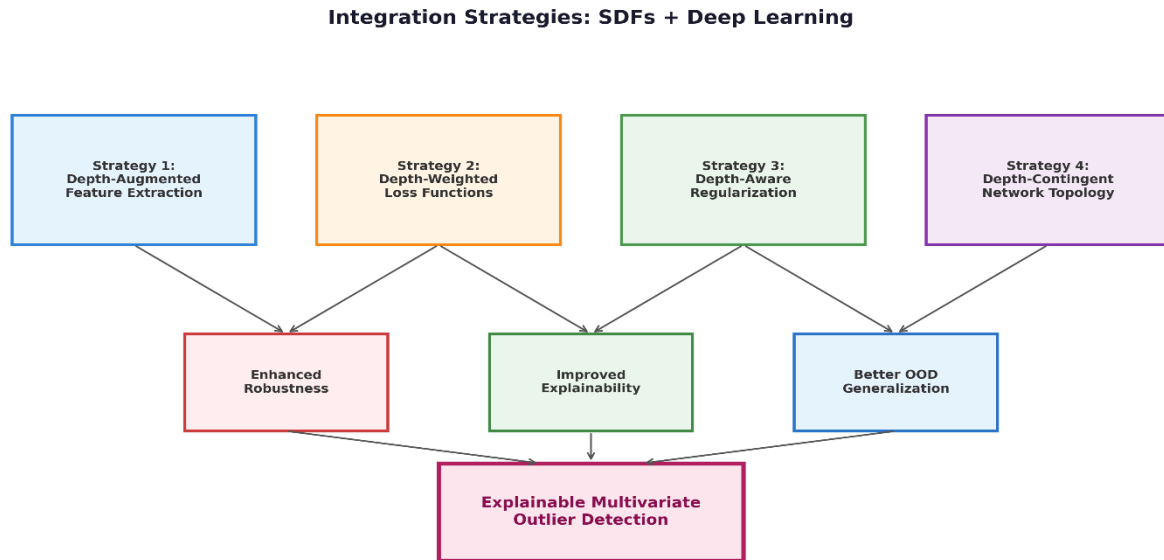 Integration Strategies: SDFs + Deep Learning
Strategy 1:
Depth-Augmented
Feature Extraction
Strategy 2:
Depth-Weighted
Loss Functions
Strategy 3:
Depth-Aware
Regularization
Strategy 4:
Depth-Contingent
Network Topology
Enhanced
Robustness
Improved
Explainability
Better OOD
Generalization
Explainable Multivariate
Outlier Detection